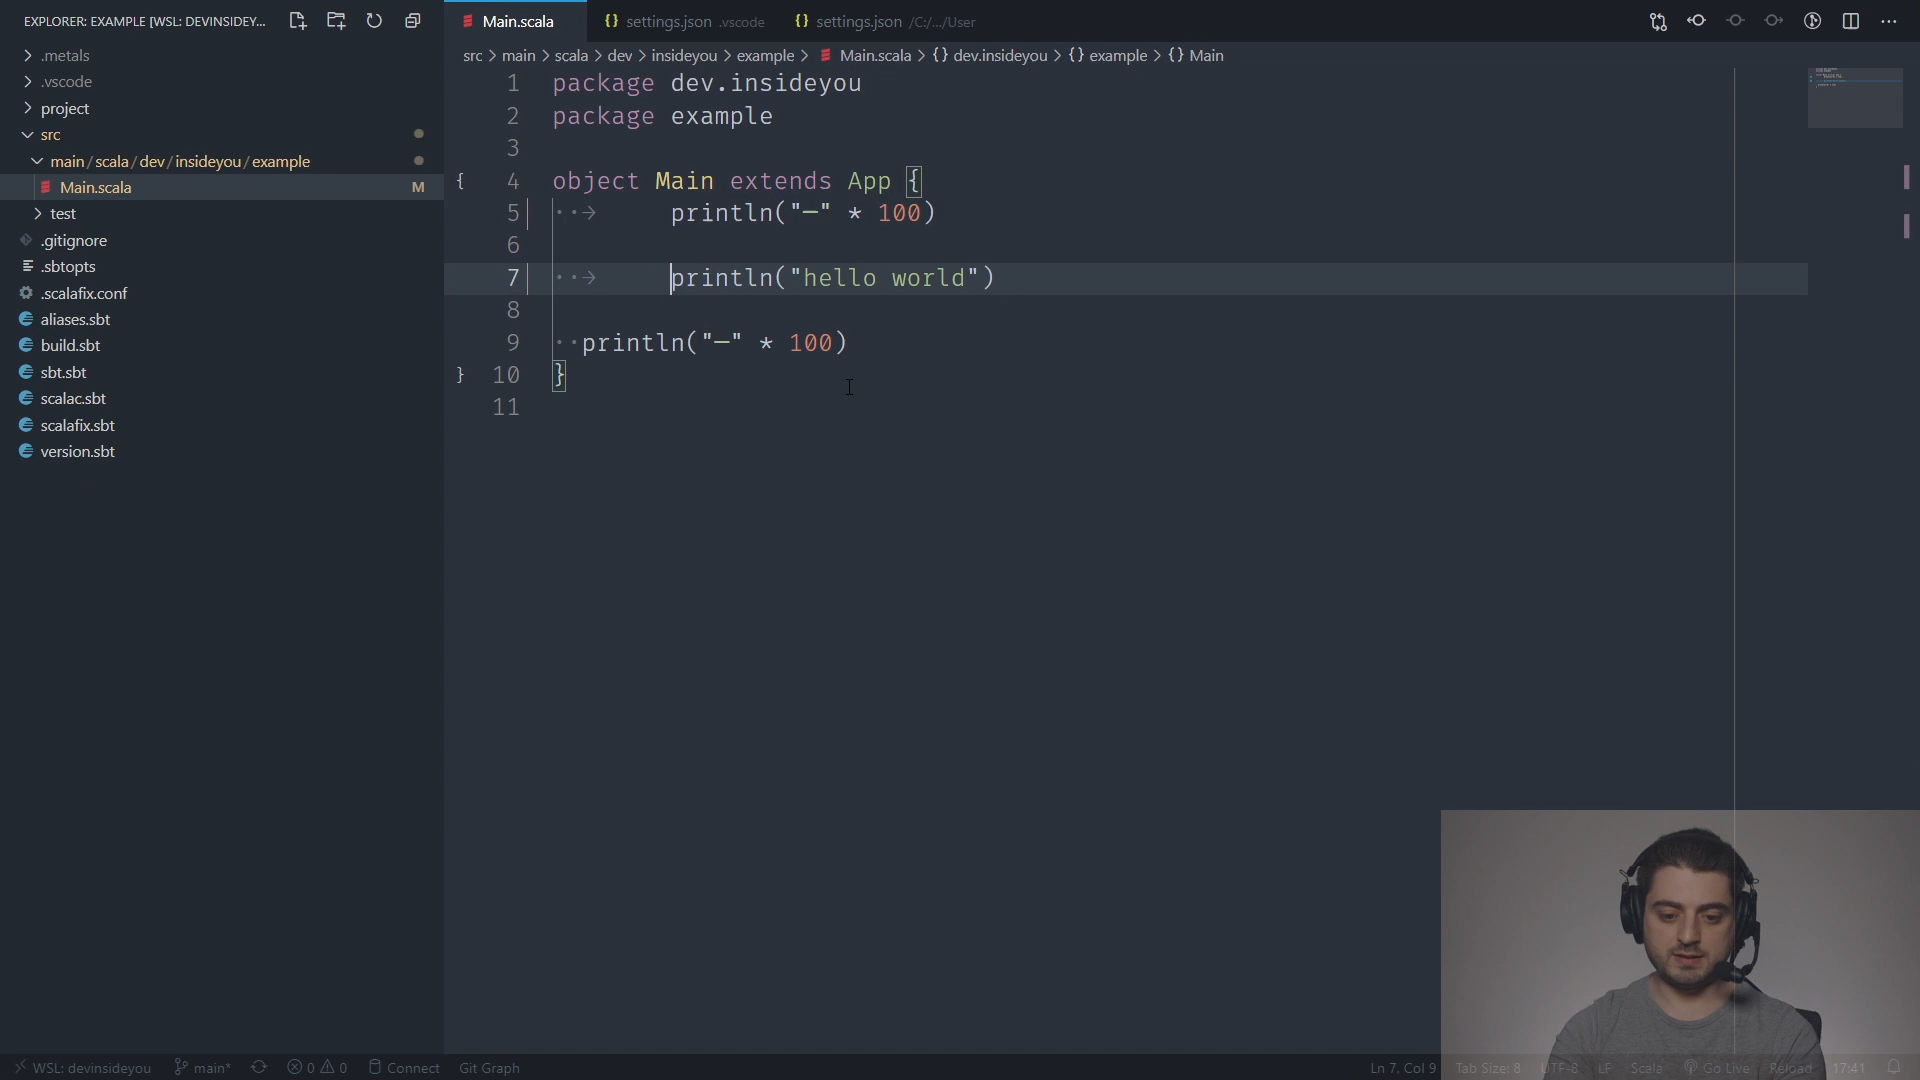 EXPLORER: EXAMPLE [WSL: DEVINSIDEY...
.metals
.vscode
project
src
main/scala/dev/insideyou/example
Main.scala M
test
.gitignore
.sbtopts
.scalafix.conf
aliases.sbt
build.sbt
sbt.sbt
scalac.sbt
scalafix.sbt
version.sbt
Main.scala {} settings.json .vscode {} settings.json /C:/.../User
src > main > scala > dev > insideyou > example > Main.scala > {} dev.insideyou > {} example > {} Main
1 package dev.insideyou
2 package example
3
{ 4 object Main extends App {
5 ··→ println("─" * 100)
6
7 ··→ println("hello world")
8
9 ··println("─" * 100)
} 10 }
11
WSL: devinsideyou main* 0 0 Connect Git Graph Ln 7, Col 9 Tab Size: 8 UTF-8 LF Scala Go Live Reload 17:41